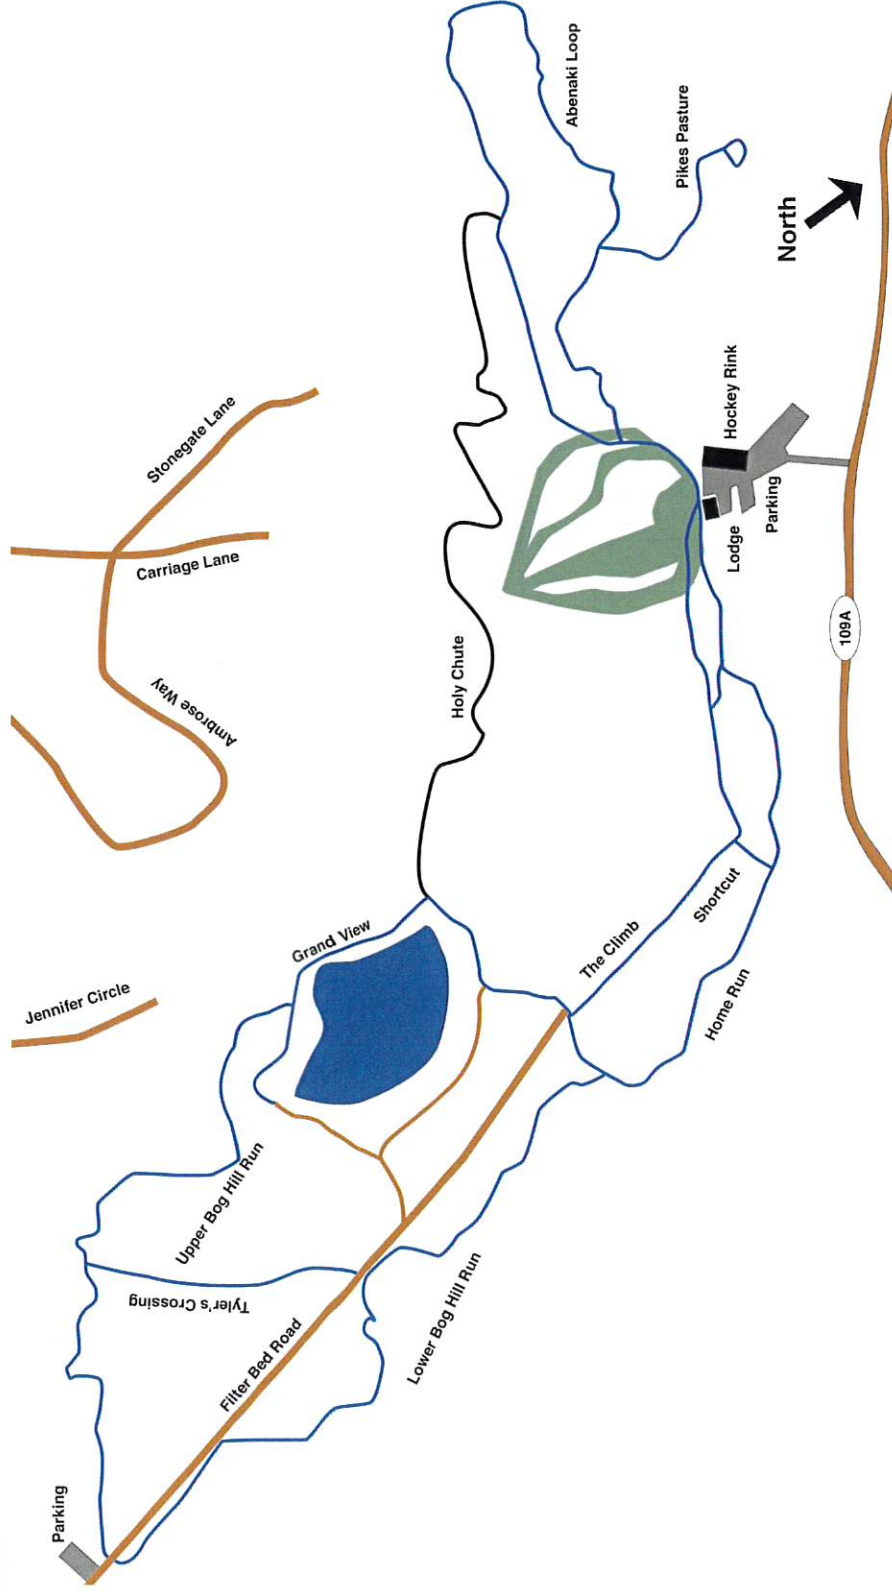 Abenaki Loop
Pikes Pasture
North
Stonegate Lane
Carriage Lane
Hockey Rink
Parking
Lodge
Holy Chute
Ambrose Way
109A
Grand View
The Climb
Shortcut
Jennifer Circle
Home Run
Upper Bog Hill Run
Tyler's Crossing
Lower Bog Hill Run
Filter Bed Road
Parking